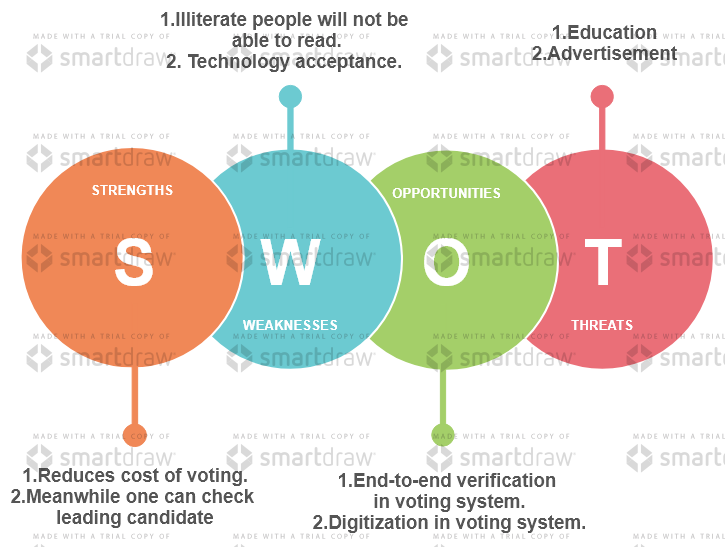 1.Illiterate people will not be
able to read.
2. Technology acceptance.
1.Education
2.Advertisement
STRENGTHS
S
W
WEAKNESSES
OPPORTUNITIES
O
T
THREATS
1.Reduces cost of voting.
2.Meanwhile one can check
leading candidate
1.End-to-end verification
in voting system.
2.Digitization in voting system.
MADE WITH A TRIAL COPY OF
smartdraw